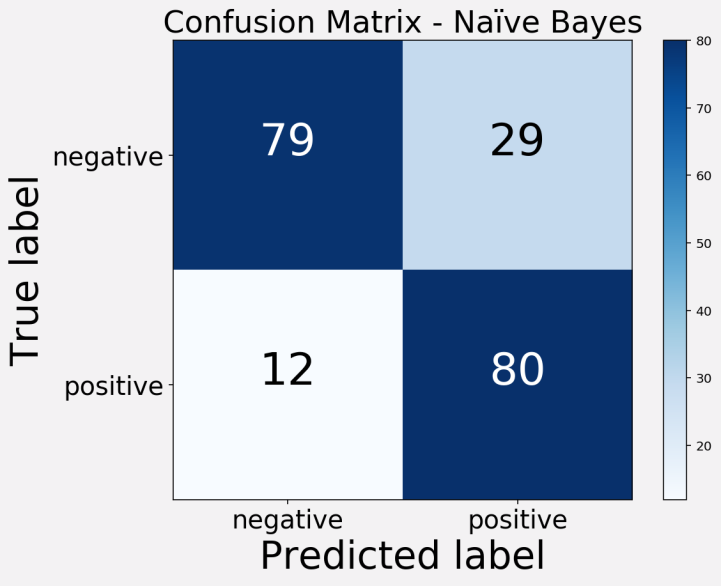 Confusion Matrix - Naïve Bayes
True label
negative
79
29
positive
12
80
negative
positive
Predicted label
80
70
60
50
40
30
20